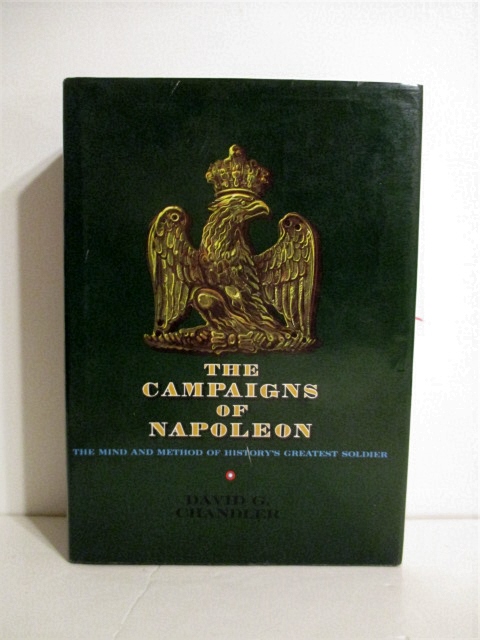 THE
CAMPAIGNS
OF
NAPOLEON
THE MIND AND METHOD OF HISTORY'S GREATEST SOLDIER
DAVID G.
CHANDLER